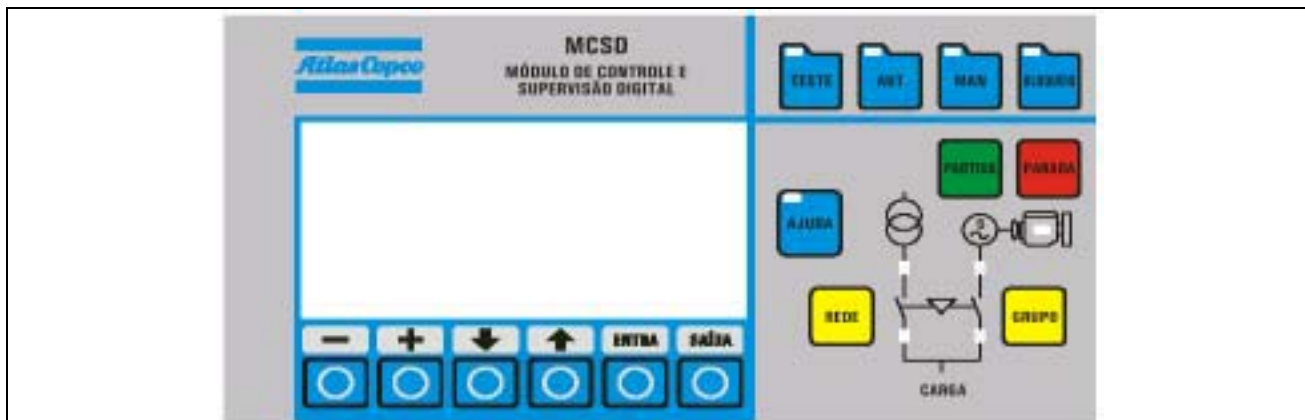 Atlas Copco
MCSD
MÓDULO DE CONTROLE E
SUPERVISÃO DIGITAL
TESTE
AUT
MAN
BLOQUEIO
PARTIDA
PARADA
AJUDA
G
REDE
GRUPO
- + ENTRA SAÍDA
CARGA